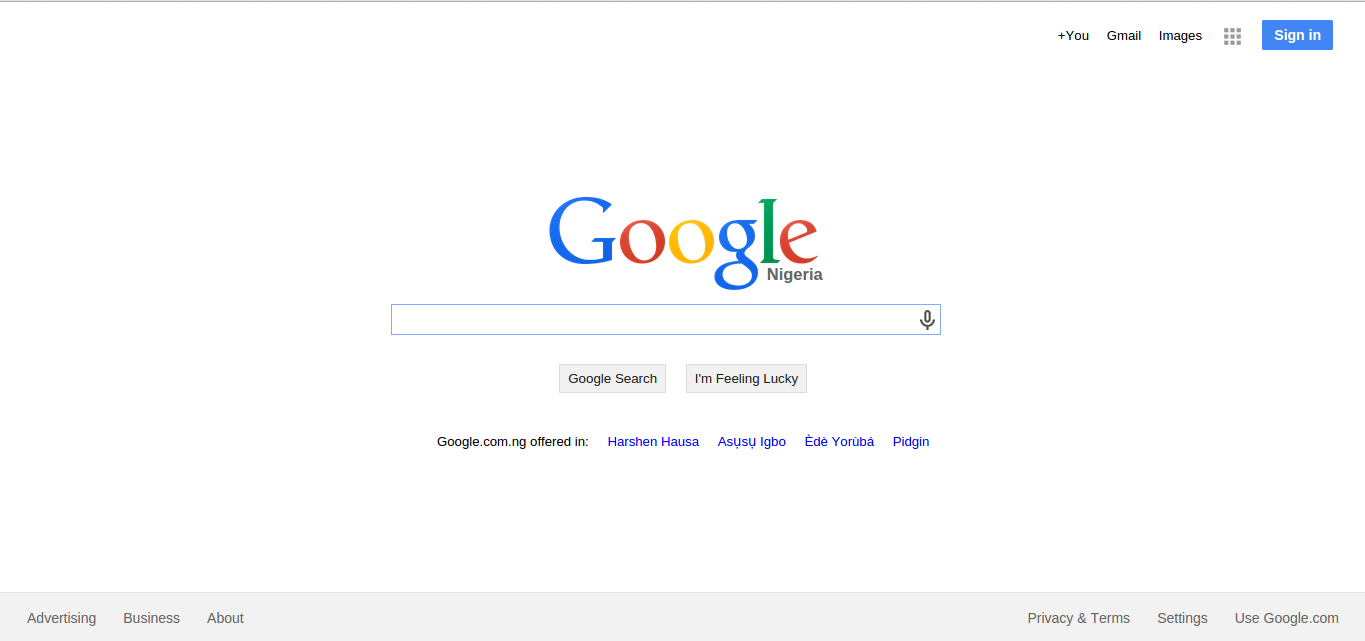 +You Gmail Images Sign in
Google
Nigeria
Google Search I'm Feeling Lucky
Google.com.ng offered in: Harshen Hausa Asụsụ Igbo Èdè Yorùbá Pidgin
Advertising Business About Privacy & Terms Settings Use Google.com